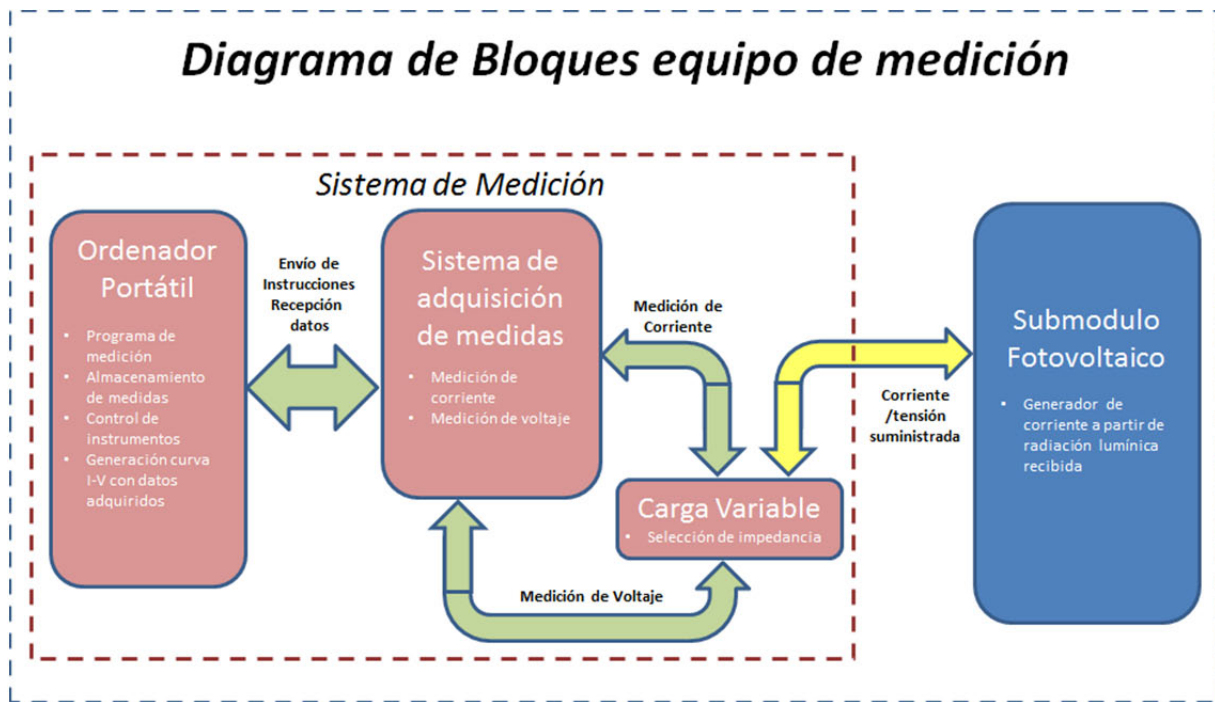 Diagrama de Bloques equipo de medición
Sistema de Medición
Ordenador
Portátil
• Programa de
medición
• Almacenamiento
de medidas
• Control de
instrumentos
• Generación curva
I-V con datos
adquiridos
Envío de
Instrucciones
Recepción
datos
Sistema de
adquisición
de medidas
• Medición de
corriente
• Medición de voltaje
Medición de
Corriente
Carga Variable
• Selección de impedancia
Medición de Voltaje
Corriente
/tensión
suministrada
Submodulo
Fotovoltaico
• Generador de
corriente a partir de
radiación lumínica
recibida